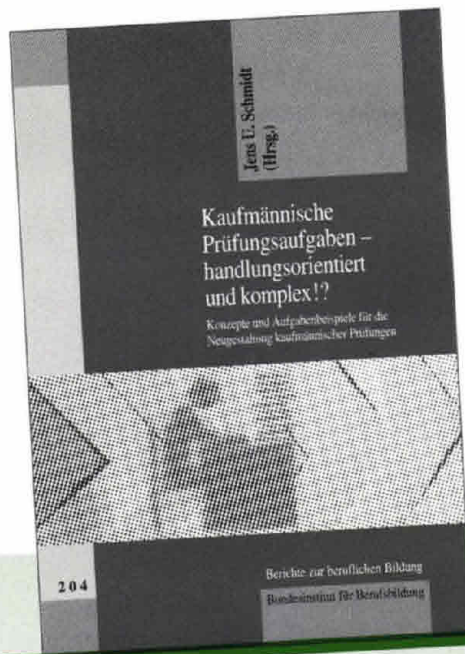 Jens U. Schmidt
(Hrsg.)
Kaufmännische
Prüfungsaufgaben –
handlungsorientiert
und komplex!?
Konzepte und Aufgabenbeispiele für die
Neugestaltung kaufmännischer Prüfungen
204
Berichte zur beruflichen Bildung
Bundesinstitut für Berufsbildung